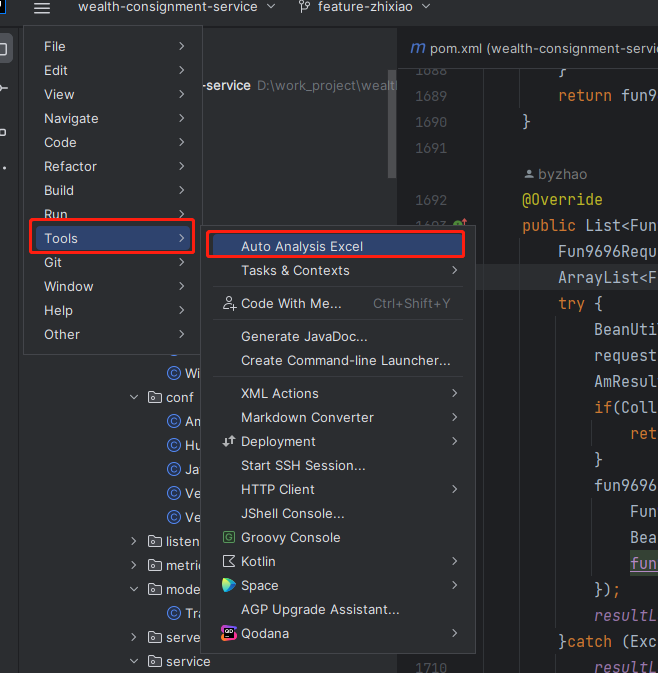 wealth-consignment-service
feature-zhixiao
File
Edit
View
Navigate
Code
Refactor
Build
Run
Tools
Git
Window
Help
Other
-service D:\work_project\wealt
Auto Analysis Excel
Tasks & Contexts
Code With Me... Ctrl+Shift+Y
Generate JavaDoc...
Create Command-line Launcher...
XML Actions
Markdown Converter
Deployment
Start SSH Session...
HTTP Client
JShell Console...
Groovy Console
Kotlin
Space
AGP Upgrade Assistant...
Qodana
Wi
conf
Am
Hu
Ja
Ve
Ve
listen
metri
mode
Tra
serve
service
pom.xml (wealth-consignment-servic
1688 }
1689 return fun9
1690 }
1691
byzhao
1692 @Override
1693 public List<Fun
Fun9696Requ
ArrayList<F
try {
BeanUti
request
AmResul
if(Coll
ret
}
fun9696
Fun
Bea
fun
});
resultL
}catch (Exc
1710 resultL